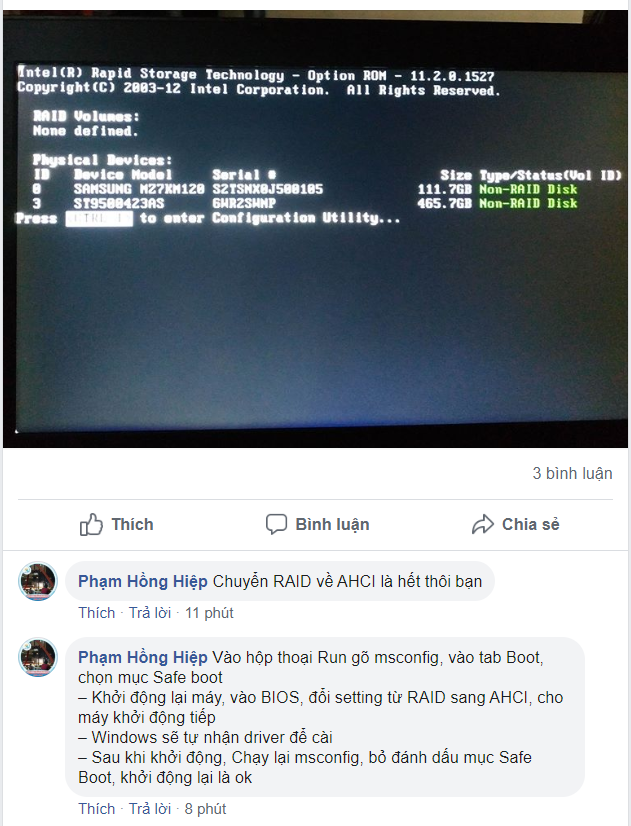 Intel(R) Rapid Storage Technology - Option ROM - 11.2.0.1527
Copyright(C) 2003-12 Intel Corporation.  All Rights Reserved.
RAID Volumes:
None defined.
Physical Devices:
ID Device Model Serial # Size Type/Status(Vol ID)
0 SAMSUNG MZ7KM120 S2TSNX0J500105 111.7GB Non-RAID Disk
3 ST9500423AS 6WR2SWNP 465.7GB Non-RAID Disk
Press to enter Configuration Utility...
3 bình luận
Thích Bình luận Chia sẻ
Phạm Hồng Hiệp Chuyển RAID về AHCI là hết thôi bạn
Thích · Trả lời · 11 phút
Phạm Hồng Hiệp Vào hộp thoại Run gõ msconfig, vào tab Boot,
chọn mục Safe boot
– Khởi động lại máy, vào BIOS, đổi setting từ RAID sang AHCI, cho
máy khởi động tiếp
– Windows sẽ tự nhận driver để cài
– Sau khi khởi động, Chạy lại msconfig, bỏ đánh dấu mục Safe
Boot, khởi động lại là ok
Thích · Trả lời · 8 phút